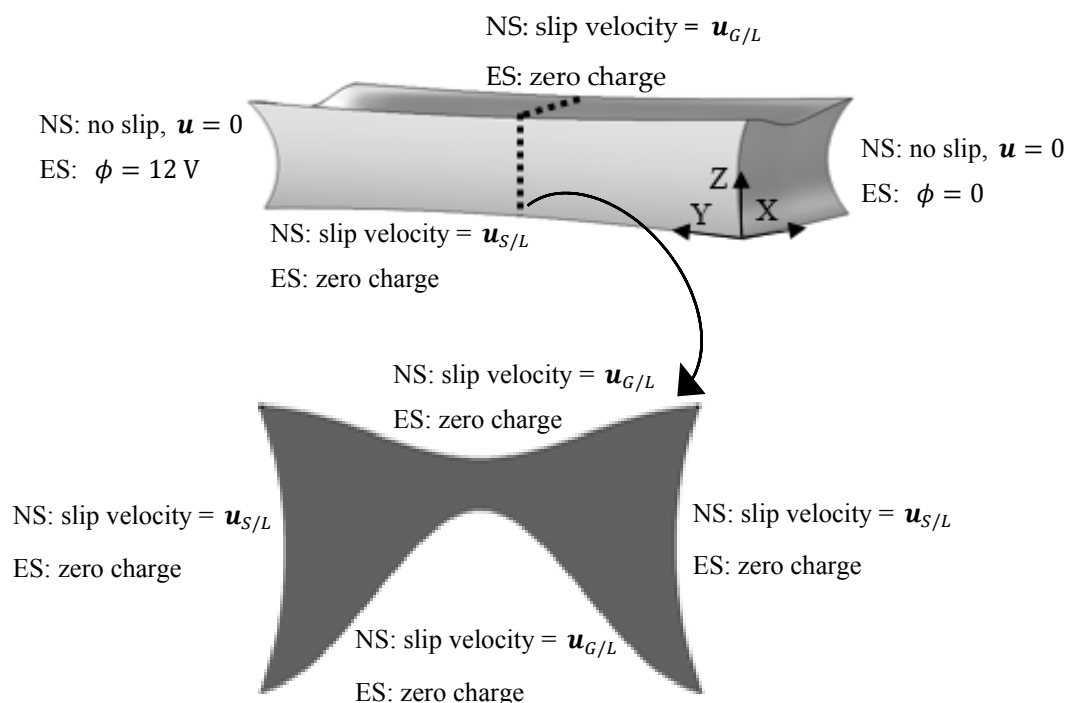 NS: slip velocity = u_{G/L}
ES: zero charge
NS: no slip, u = 0
ES: ϕ = 12 V
NS: no slip, u = 0
ES: ϕ = 0
Z
Y
X
NS: slip velocity = u_{S/L}
ES: zero charge
NS: slip velocity = u_{G/L}
ES: zero charge
NS: slip velocity = u_{S/L}
ES: zero charge
NS: slip velocity = u_{S/L}
ES: zero charge
NS: slip velocity = u_{G/L}
ES: zero charge